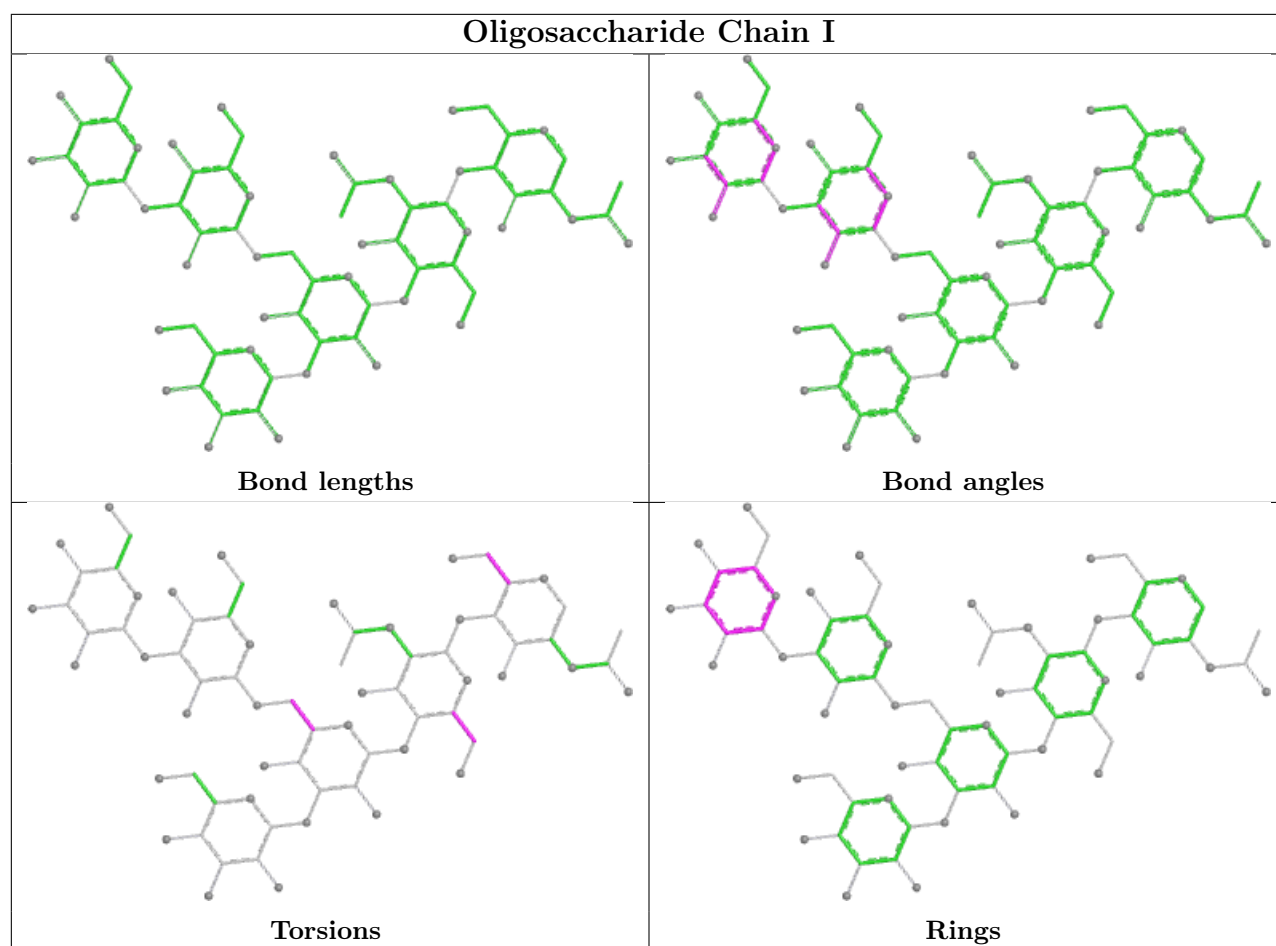 Oligosaccharide Chain I
Bond lengths
Bond angles
Torsions
Rings